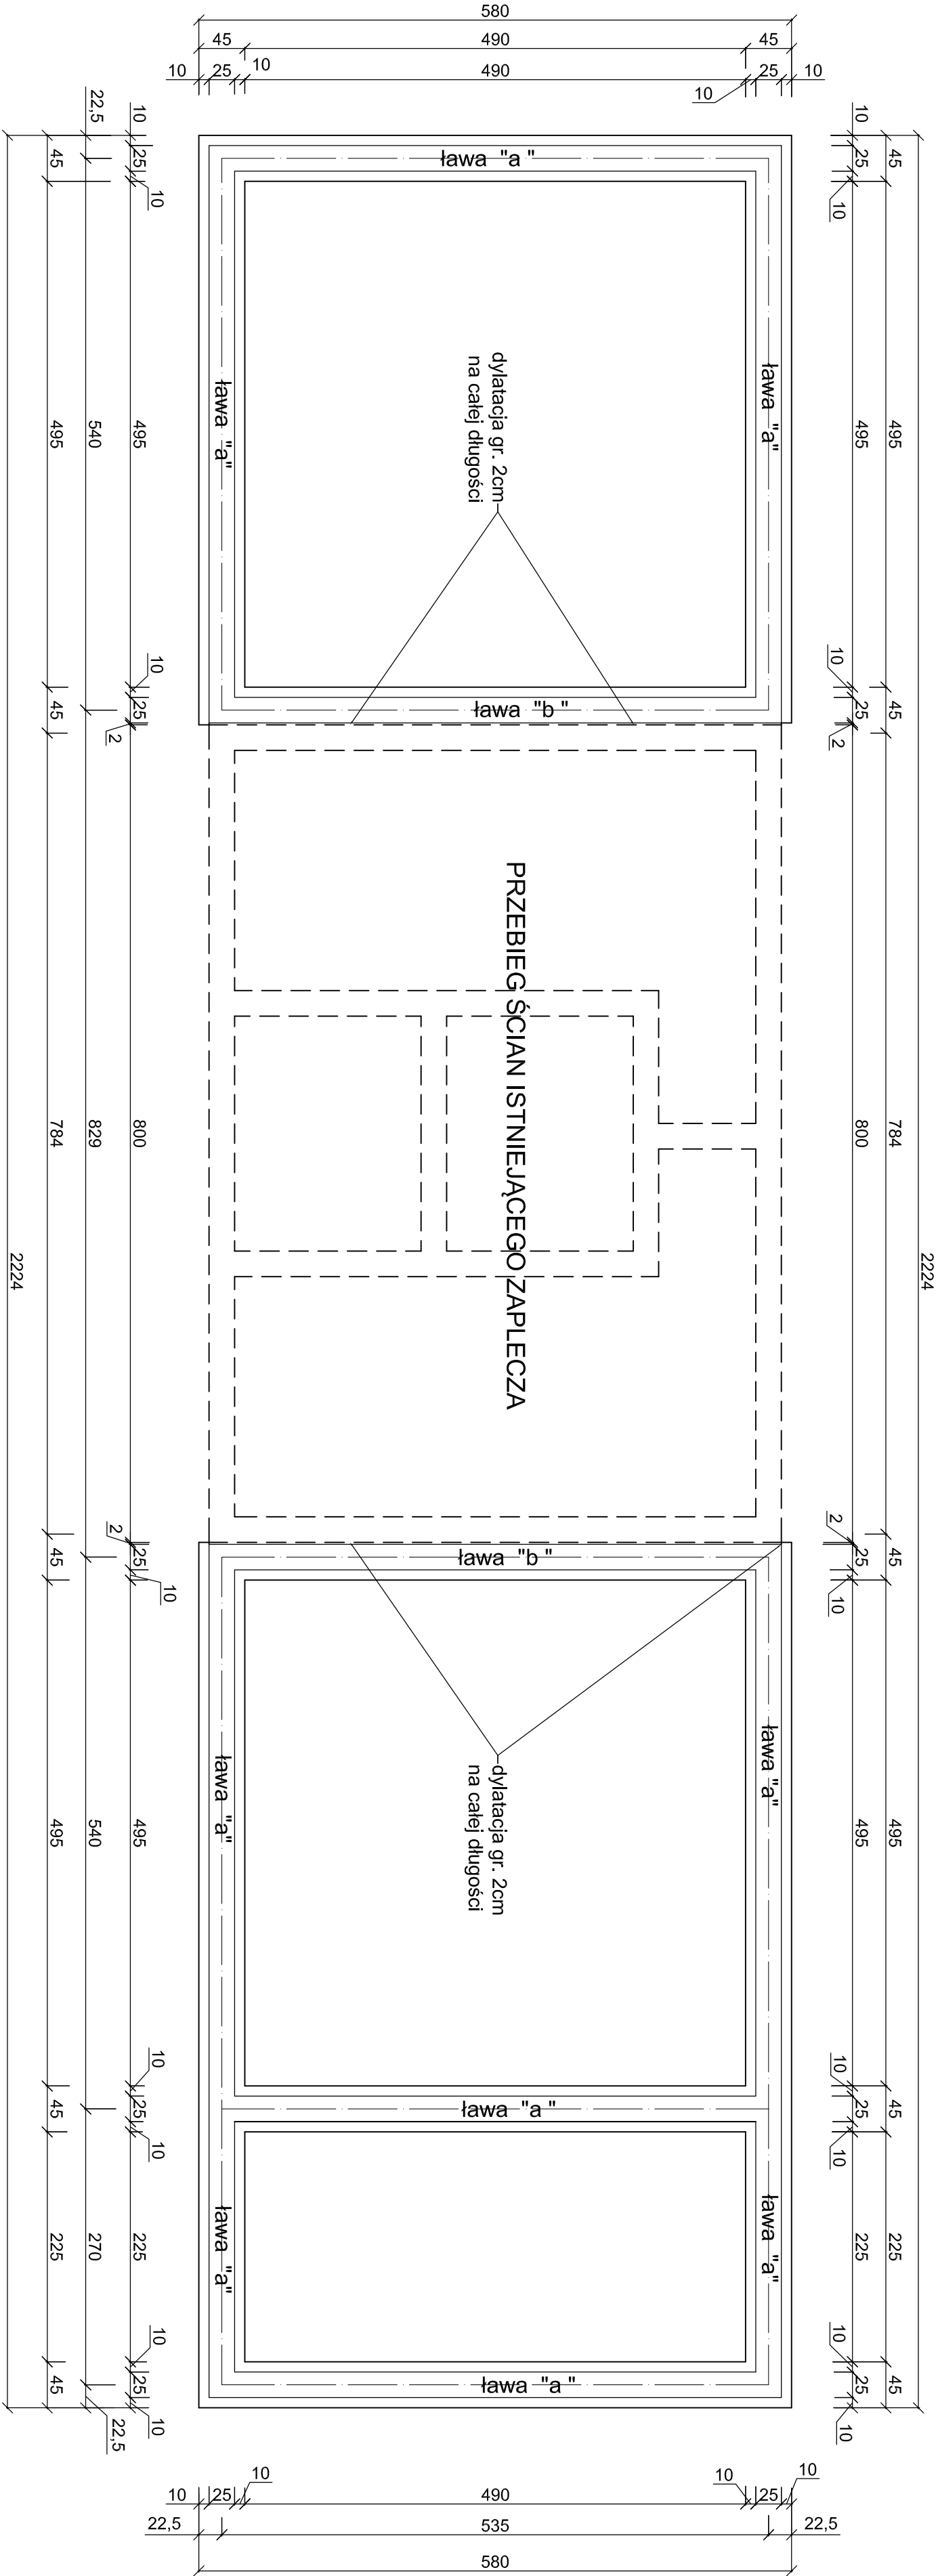 580
45 490 45
10 25 10 490 10 25 10
2224
45 495 45 784 45 495 45 225 45
10 25 10 495 10 25 2 800 2 25 10 495 10 25 10 225 10 25 10
ława "a"
ława "a"
ława "a"
dylatacja gr. 2cm
na całej długości
ława "b"
PRZEBIEG ŚCIAN ISTNIEJĄCEGO ZAPLECZA
ława "b"
ława "a"
ława "a"
dylatacja gr. 2cm
na całej długości
ława "a"
ława "a"
ława "a"
ława "a"
10 25 10 495 10 25 2 800 2 25 10 495 10 25 10 225 10 25 10
22,5 540 829 540 270 22,5
45 495 45 784 45 495 45 225 45
2224
10 25 10 490 10 25 10
22,5 535 22,5
580